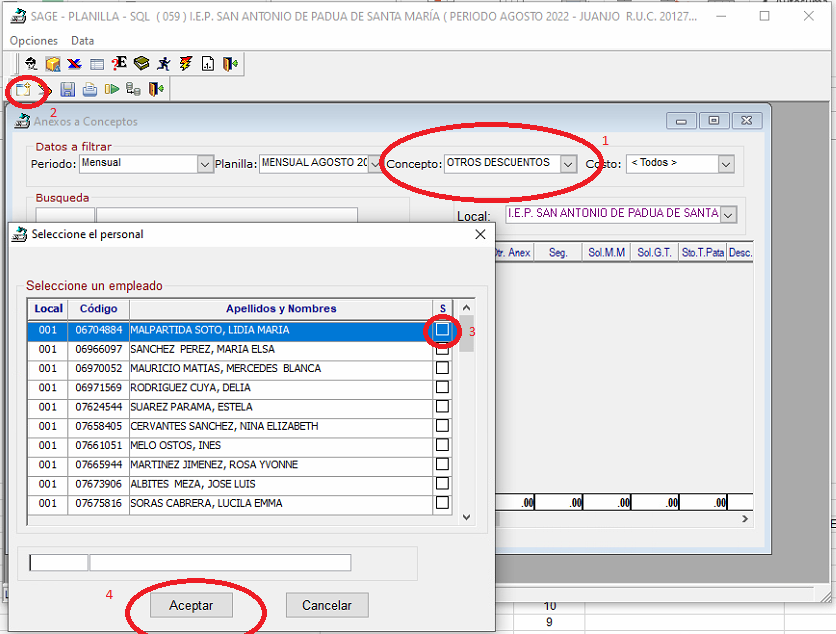 SAGE - PLANILLA - SQL ( 059 ) I.E.P. SAN ANTONIO DE PADUA DE SANTA MARÍA ( PERIODO AGOSTO 2022 - JUANJO R.U.C. 20127...
Opciones Data
2
Anexos a Conceptos
Datos a filtrar
1
Periodo: Mensual Planilla: MENSUAL AGOSTO 20 Concepto: OTROS DESCUENTOS Costo: < Todos >
Busqueda
Local: I.E.P. SAN ANTONIO DE PADUA DE SANTA
Seleccione el personal
Otr. Anex Seg. Sol.M.M Sol.G.T. Sto.T.Pata Desc.
Seleccione un empleado
Local Código Apellidos y Nombres S
001 06704884 MALPARTIDA SOTO, LIDIA MARIA 3
001 06966097 SANCHEZ PEREZ, MARIA ELSA
001 06970052 MAURICIO MATIAS, MERCEDES BLANCA
001 06971569 RODRIGUEZ CUYA, DELIA
001 07624544 SUAREZ PARAMA, ESTELA
001 07658405 CERVANTES SANCHEZ, NINA ELIZABETH
001 07661051 MELO OSTOS, INES
001 07665944 MARTINEZ JIMENEZ, ROSA YVONNE
001 07673906 ALBITES MEZA, JOSE LUIS
001 07675816 SORAS CABRERA, LUCILA EMMA
.00 .00 .00 .00 .00
4
Aceptar Cancelar
10
9